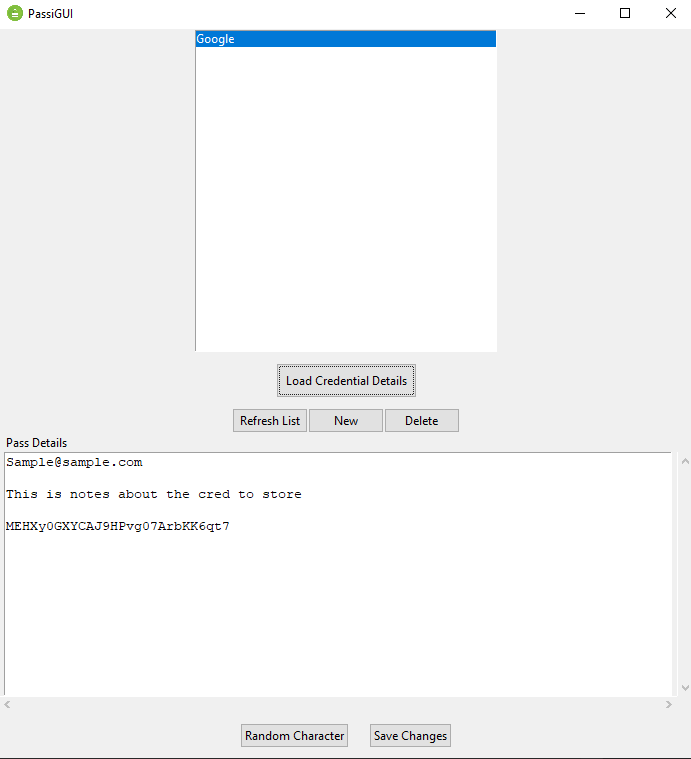 PassiGUI
Google
Load Credential Details
Refresh List New Delete
Pass Details
Sample@sample.com
This is notes about the cred to store
MEHXy0GXYCAJ9HPvg07ArbKK6qt7
Random Character Save Changes